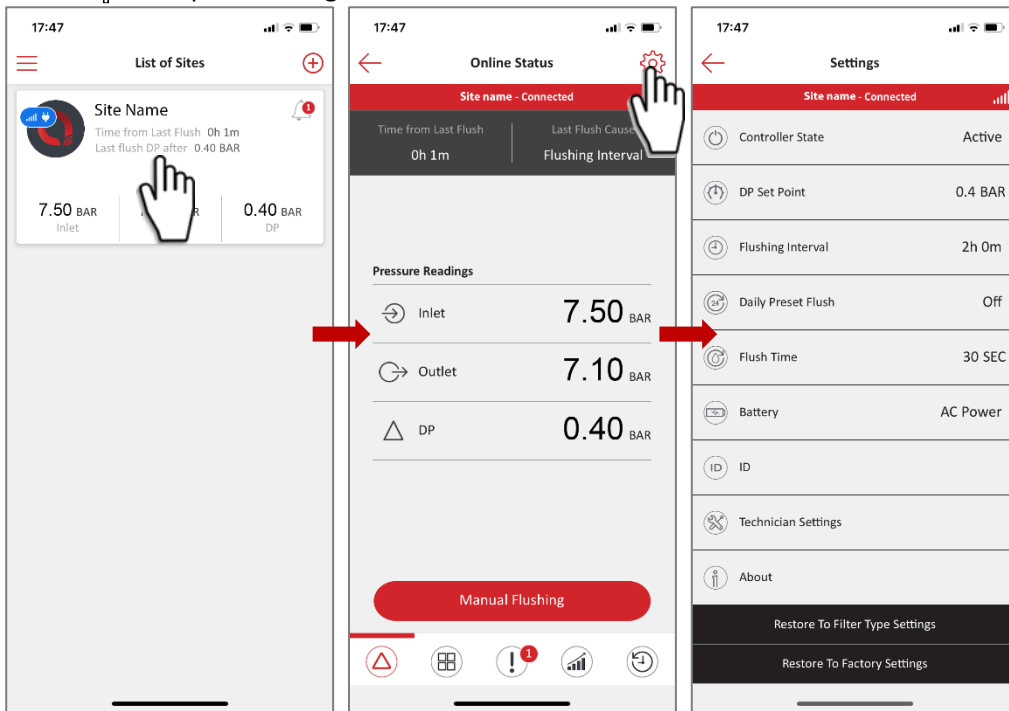 17:47
List of Sites
Site Name
1
Time from Last Flush 0h 1m
Last flush DP after 0.40 BAR
7.50 BAR
R
0.40 BAR
Inlet
DP
17:47
Online Status
Site name - Connected
Time from Last Flush
Last Flush Cause
0h 1m
Flushing Interval
Pressure Readings
Inlet
7.50 BAR
Outlet
7.10 BAR
DP
0.40 BAR
Manual Flushing
1
17:47
Settings
Site name - Connected
Controller State
Active
DP Set Point
0.4 BAR
Flushing Interval
2h 0m
24
Daily Preset Flush
Off
Flush Time
30 SEC
Battery
AC Power
ID
ID
Technician Settings
About
Restore To Filter Type Settings
Restore To Factory Settings